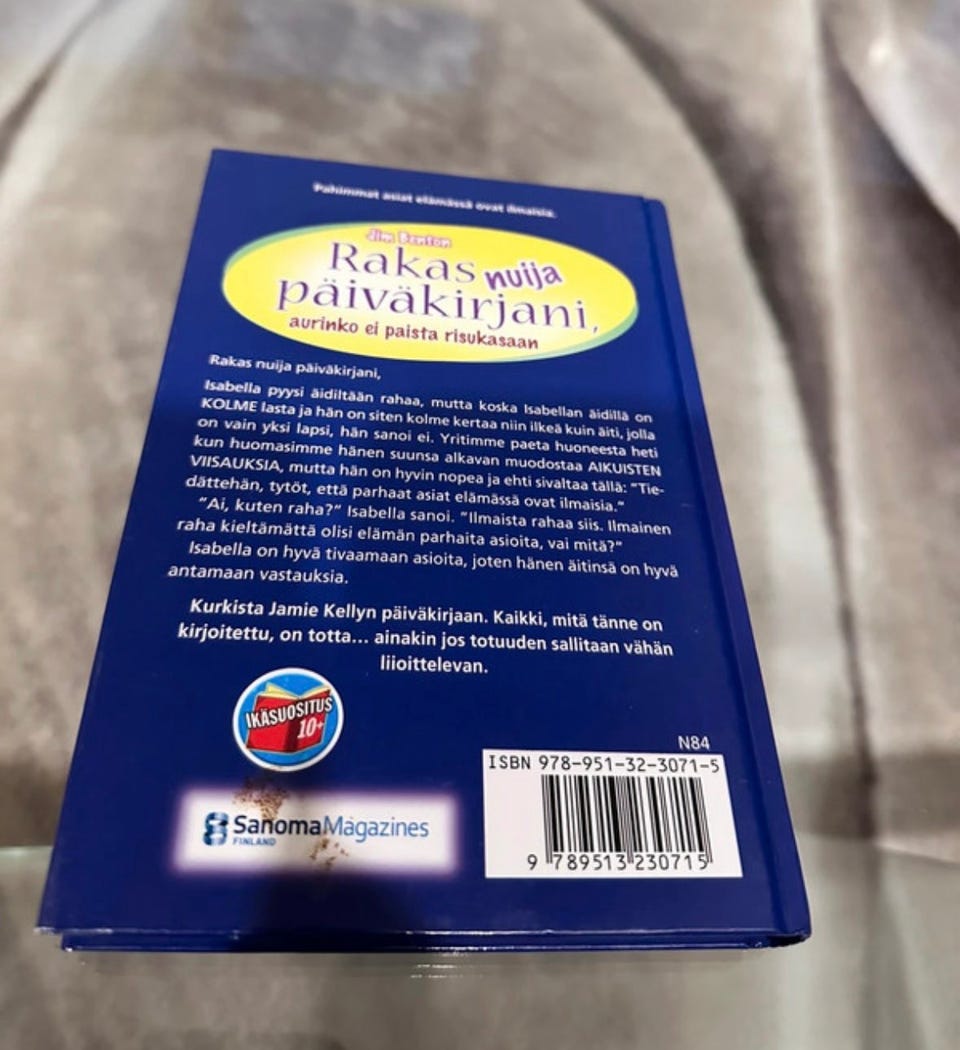 Pahimmat asiat elämässä ovat ilmaisia.
Jim Benton
Rakas nuija
päiväkirjani,
aurinko ei paista risukasaan
Rakas nuija päiväkirjani,
Isabella pyysi äidiltään rahaa, mutta koska Isabellan äidillä on
KOLME lasta ja hän on siten kolme kertaa niin ilkeä kuin äiti, jolla
on vain yksi lapsi, hän sanoi ei. Yritimme paeta huoneesta heti
kun huomasimme hänen suunsa alkavan muodostaa AIKUISTEN
VIISAUKSIA, mutta hän on hyvin nopea ja ehti sivaltaa tällä: "Tie-
dättehän, tytöt, että parhaat asiat elämässä ovat ilmaisia."
"Ai, kuten raha?" Isabella sanoi. "Ilmaista rahaa siis. Ilmainen
raha kieltämättä olisi elämän parhaita asioita, vai mitä?"
Isabella on hyvä tivaamaan asioita, joten hänen äitinsä on hyvä
antamaan vastauksia.
Kurkista Jamie Kellyn päiväkirjaan. Kaikki, mitä tänne on
kirjoitettu, on totta... ainakin jos totuuden sallitaan vähän
liioittelevan.
IKÄSUOSITUS
10+
N84
ISBN 978-951-32-3071-5
SanomaMagazines
FINLAND
9 789513 230715